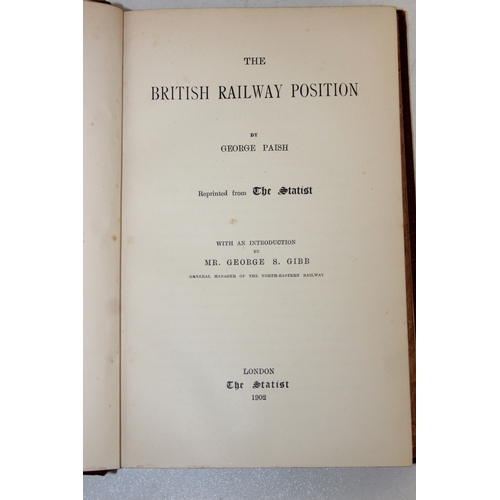 THE
BRITISH RAILWAY POSITION
BY
GEORGE PAISH
Reprinted from The Statist
WITH AN INTRODUCTION
BY
MR. GEORGE S. GIBB
GENERAL MANAGER OF THE NORTH-EASTERN RAILWAY
LONDON
The Statist
1902